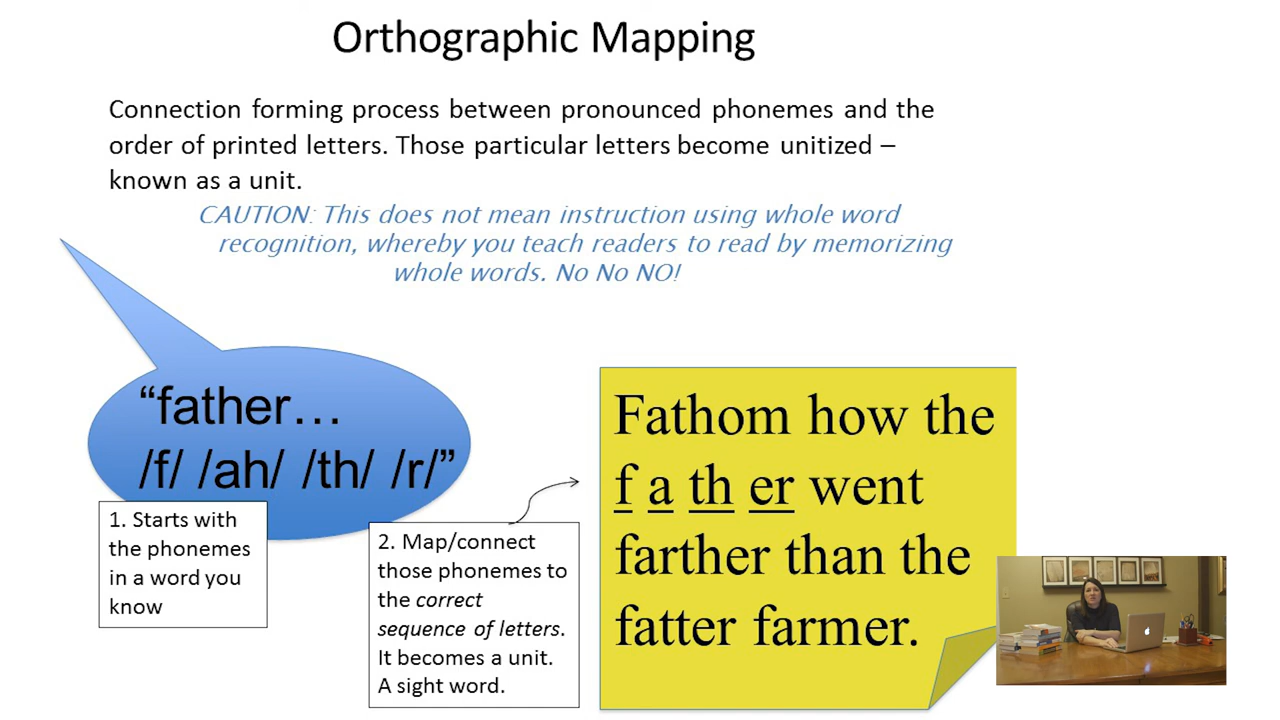 Orthographic Mapping
Connection forming process between pronounced phonemes and the
order of printed letters. Those particular letters become unitized –
known as a unit.
CAUTION: This does not mean instruction using whole word
recognition, whereby you teach readers to read by memorizing
whole words. No No NO!
“father…
/f/ /ah/ /th/ /r/”
1. Starts with
the phonemes
in a word you
know
2. Map/connect
those phonemes to
the correct
sequence of letters.
It becomes a unit.
A sight word.
Fathom how the
f a th er went
farther than the
fatter farmer.